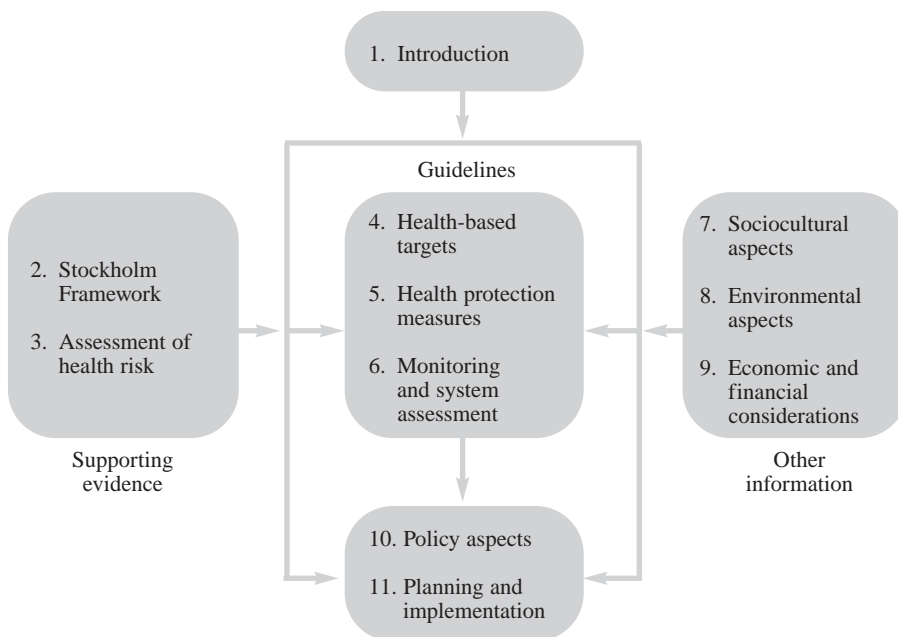 1. Introduction
Guidelines
2. Stockholm
Framework
3. Assessment of
health risk
Supporting
evidence
4. Health-based
targets
5. Health protection
measures
6. Monitoring
and system
assessment
7. Sociocultural
aspects
8. Environmental
aspects
9. Economic and
financial
considerations
Other
information
10. Policy aspects
11. Planning and
implementation